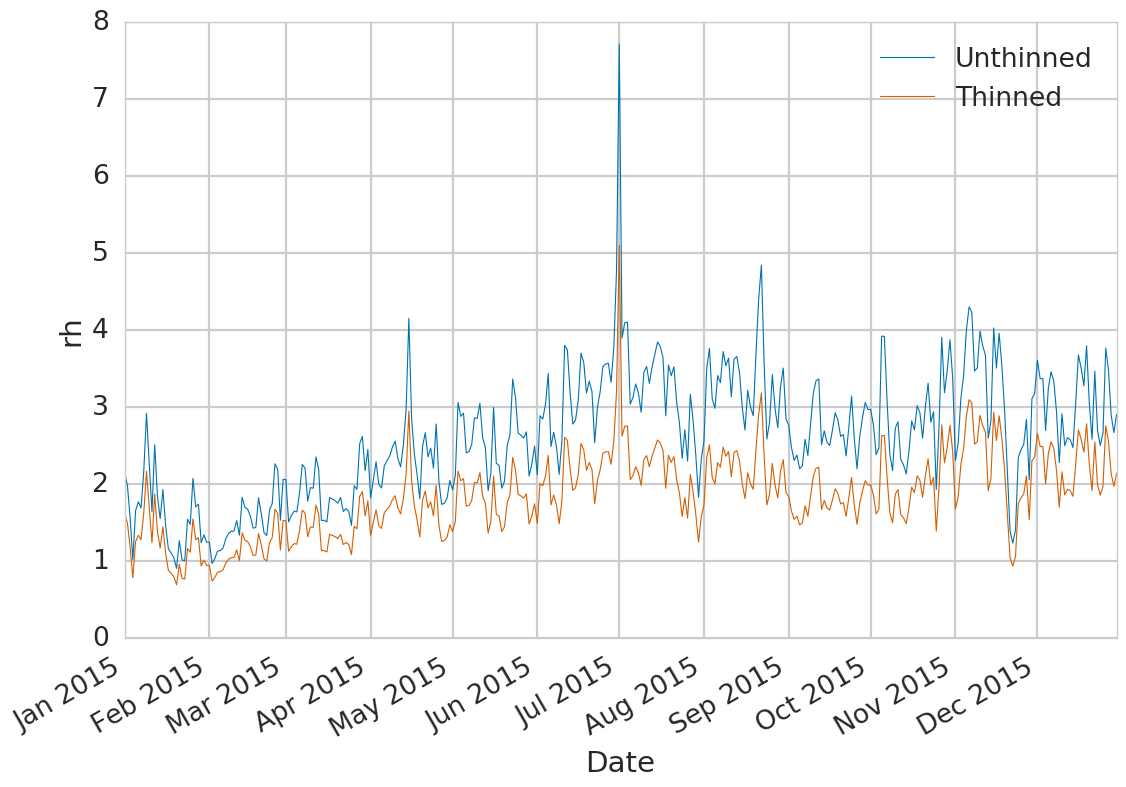 8
7
6
5
4
3
2
1
0
rh
Unthinned
Thinned
Jan 2015
Feb 2015
Mar 2015
Apr 2015
May 2015
Jun 2015
Jul 2015
Aug 2015
Sep 2015
Oct 2015
Nov 2015
Dec 2015
Date